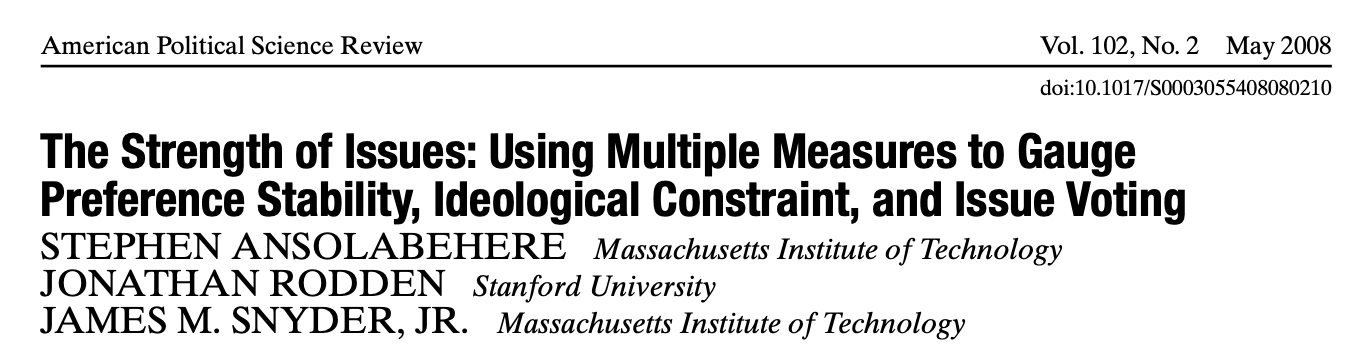 American Political Science Review Vol. 102, No. 2 May 2008
doi:10.1017/S0003055408080210
The Strength of Issues: Using Multiple Measures to Gauge
Preference Stability, Ideological Constraint, and Issue Voting
STEPHEN ANSOLABEHERE Massachusetts Institute of Technology
JONATHAN RODDEN Stanford University
JAMES M. SNYDER, JR. Massachusetts Institute of Technology